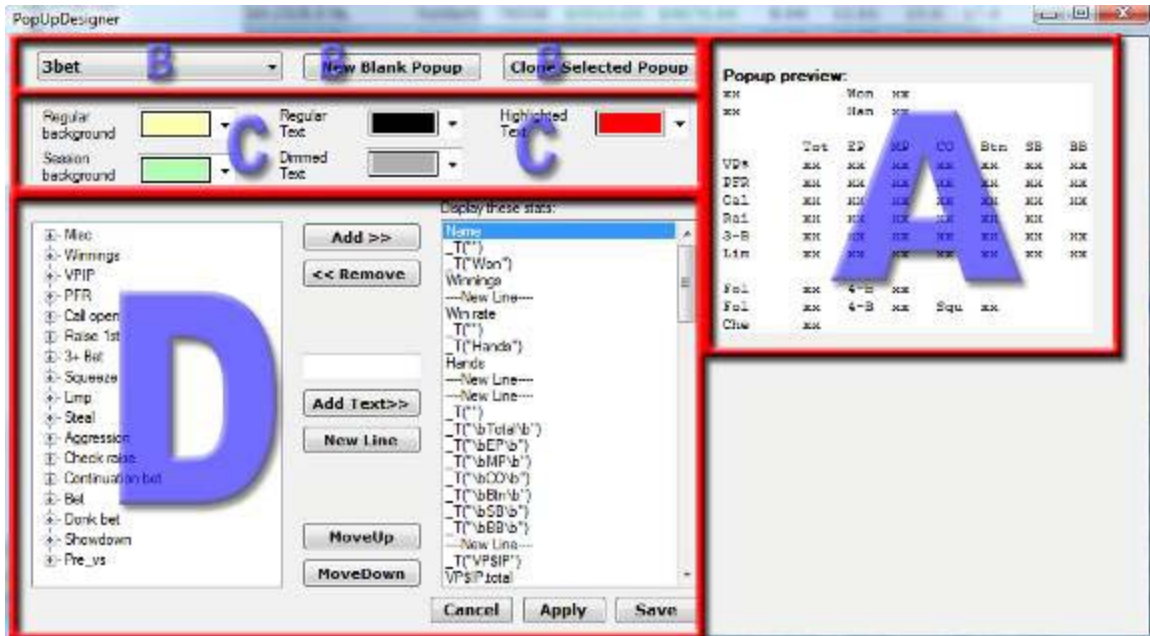 PopUpDesigner
3bet
B
New Blank Popup
B
Clone Selected Popup
B
Regular background
Regular Text
Highlighted Text
Session background
Dimmed Text
C
C
Popup preview:
xx Won xx
xx Han xx
Tot EP MP CO Btn SB BB
VP$ xx xx xx xx xx xx xx
PFR xx xx xx xx xx xx xx
Cal xx xx xx xx xx xx xx
Rai xx xx xx xx xx xx
3-B xx xx xx xx xx xx xx
Lim xx xx xx xx xx xx xx
Fol xx 4-B xx
Fol xx 4-B xx Squ xx
Che xx
A
Misc
Winnings
VPIP
PFR
Call open
Raise 1st
3+ Bet
Squeeze
Limp
Steal
Aggression
Check raise
Continuation bet
Bet
Donk bet
Showdown
Pre_vs
D
Add >>
<< Remove
Add Text>>
New Line
MoveUp
MoveDown
Display these stats:
Name
_T("")
_T("Won")
Winnings
----New Line----
Win rate
_T("")
_T("Hands")
Hands
----New Line----
----New Line----
_T("")
_T("\bTotal\b")
_T("\bEP\b")
_T("\bMP\b")
_T("\bCO\b")
_T("\bBtn\b")
_T("\bSB\b")
_T("\bBB\b")
----New Line----
_T("VP$IP")
VP$IP.total
Cancel
Apply
Save